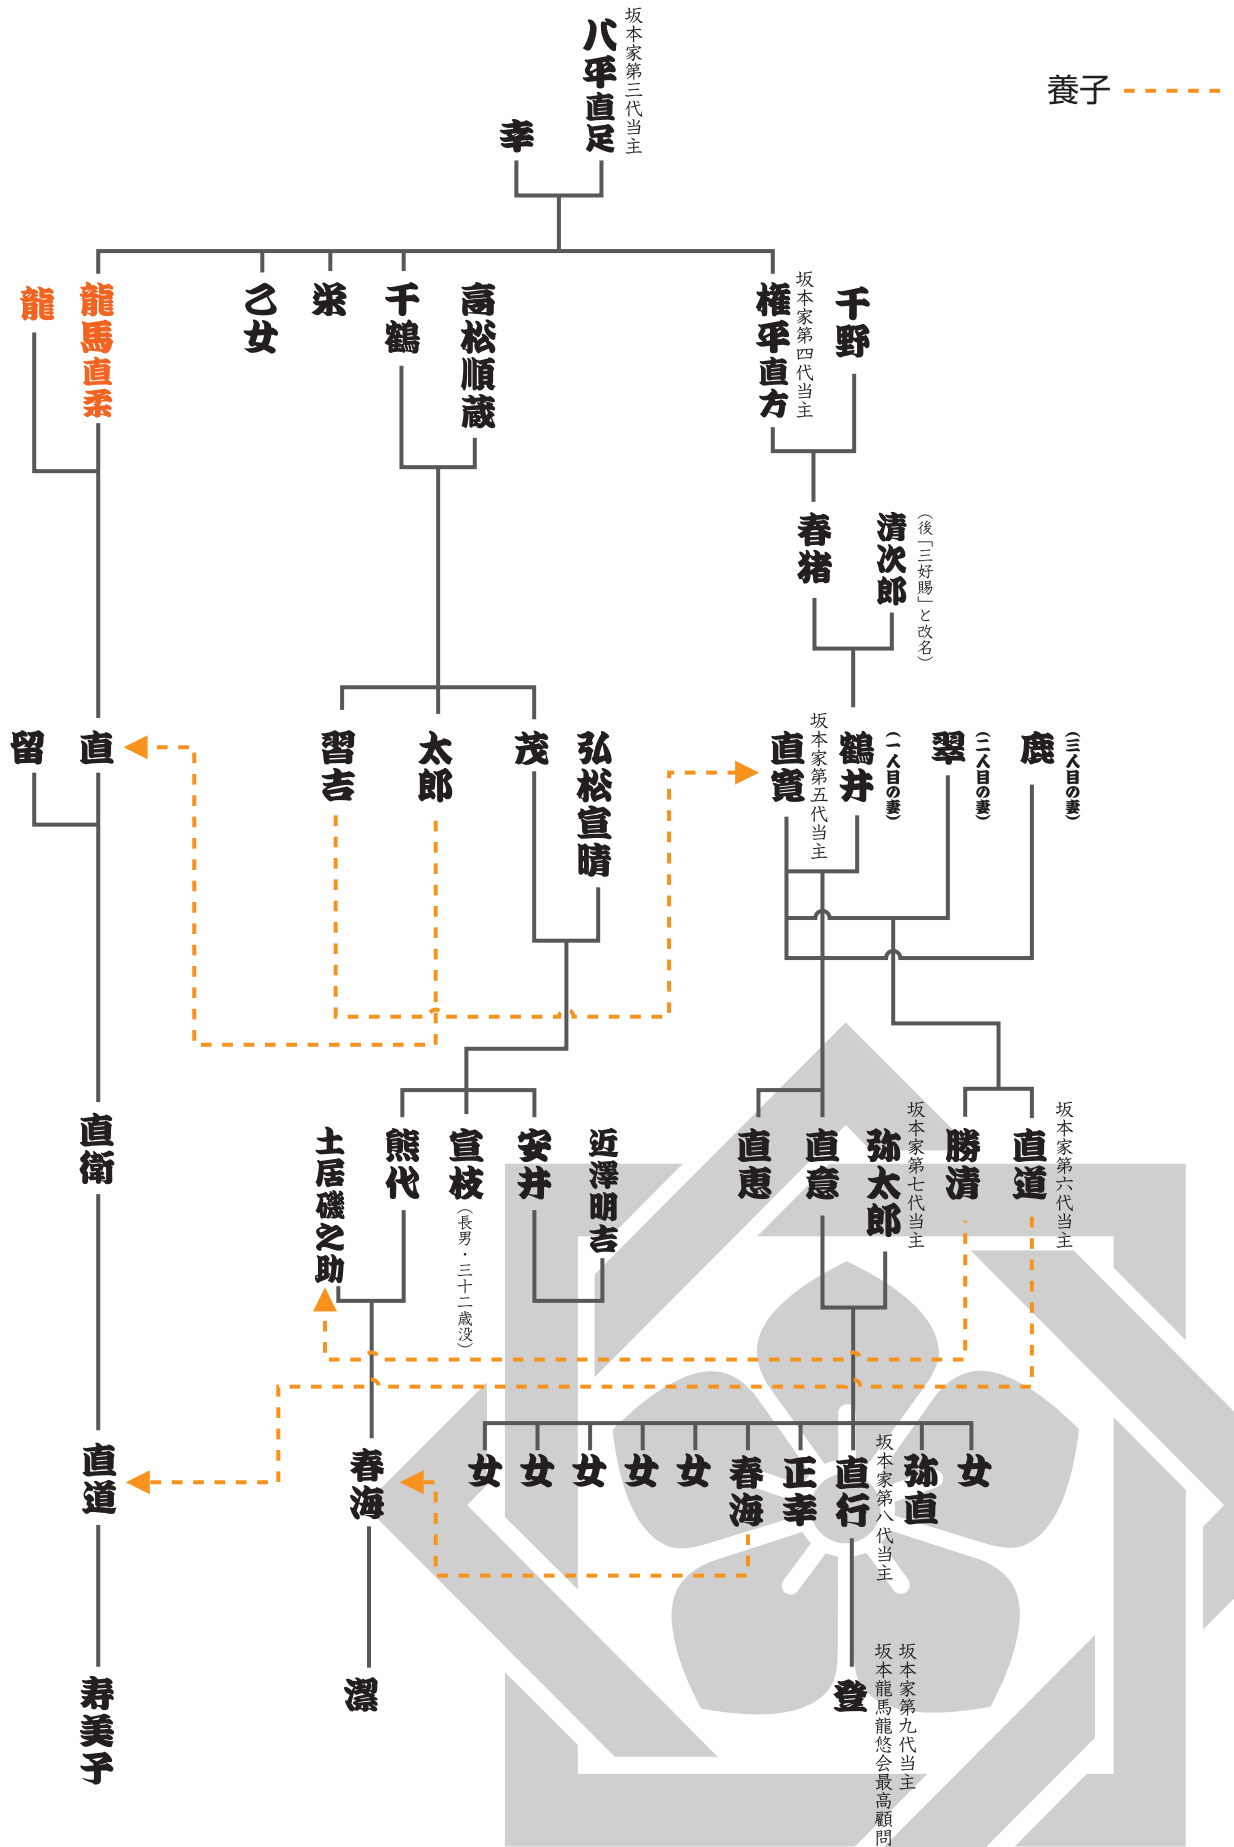 養子
坂本家第三代当主
八平直足
幸
千野
坂本家第四代当主
権平直方
高松順蔵
千鶴
栄
乙女
龍馬直柔
龍
（後「三好賜」と改名）
清次郎
春猪
（三人目の妻）
鹿
（二人目の妻）
翠
（一人目の妻）
鶴井
坂本家第五代当主
直寛
弘松宣晴
茂
太郎
習吉
直
留
坂本家第六代当主
直道
勝清
坂本家第七代当主
弥太郎
直意
直恵
近澤明吉
安井
宣枝
（長男・三十二歳没）
熊代
土居磯之助
直衛
女
弥直
坂本家第八代当主
直行
正幸
春海
女
女
女
女
女
春海
直道
坂本家第九代当主
坂本龍馬龍悠会最高顧問
登
潔
寿美子